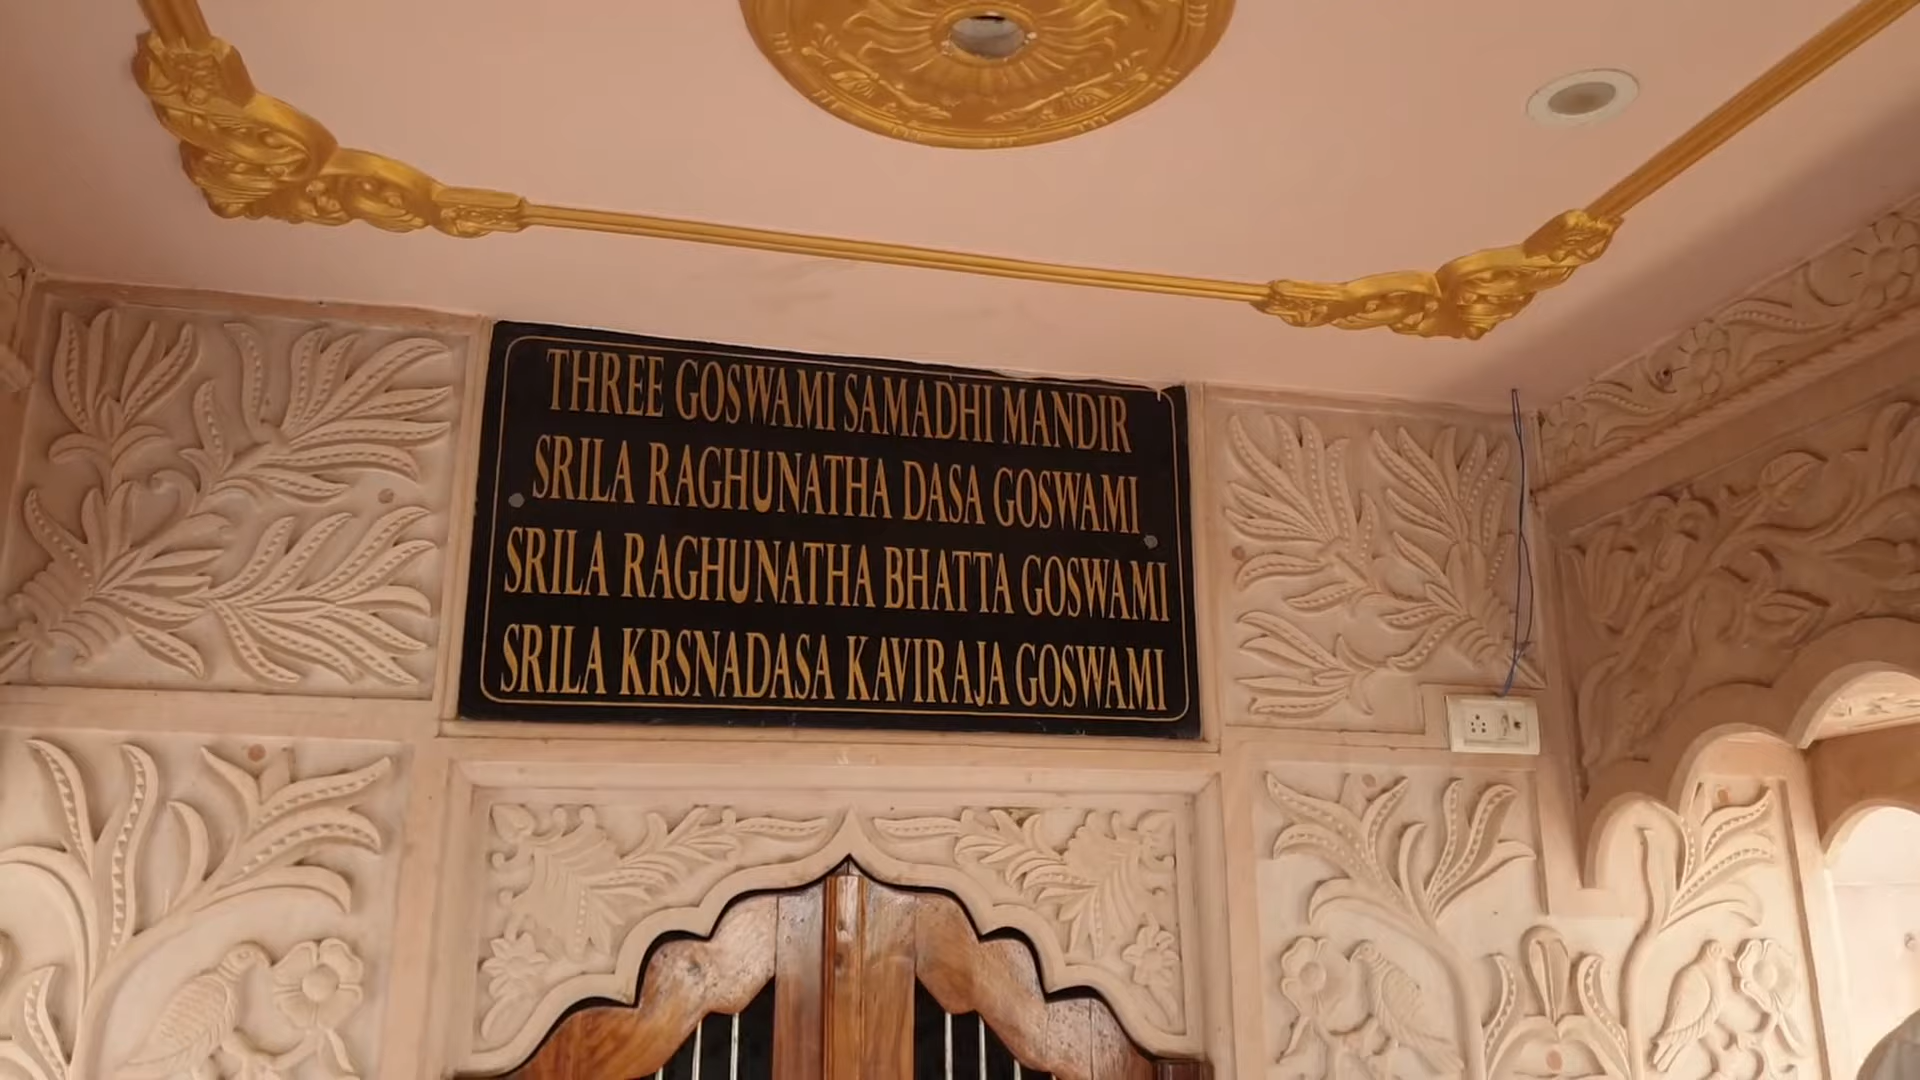 THREE GOSWAMI SAMADHI MANDIR
SRILA RAGHUNATHA DASA GOSWAMI
SRILA RAGHUNATHA BHATTA GOSWAMI
SRILA KRSNADASA KAVIRAJA GOSWAMI